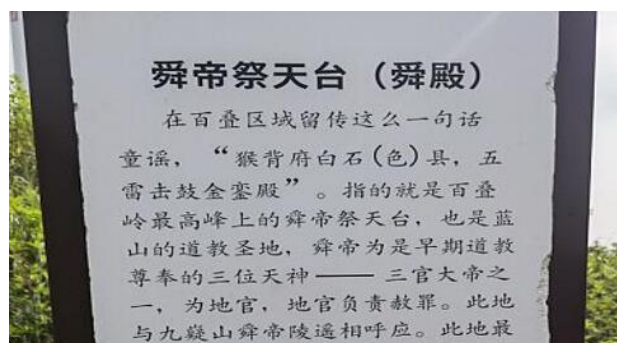 舜帝祭天台（舜殿）
在百叠区域留传这么一句话
童谣，“猴背府白石(色)县，五
雷击鼓金銮殿”。指的就是百叠
岭最高峰上的舜帝祭天台，也是蓝
山的道教圣地，舜帝为是早期道教
尊奉的三位天神——三官大帝之
一，为地官，地官负责赦罪。此地
与九嶷山舜帝陵遥相呼应。此地最